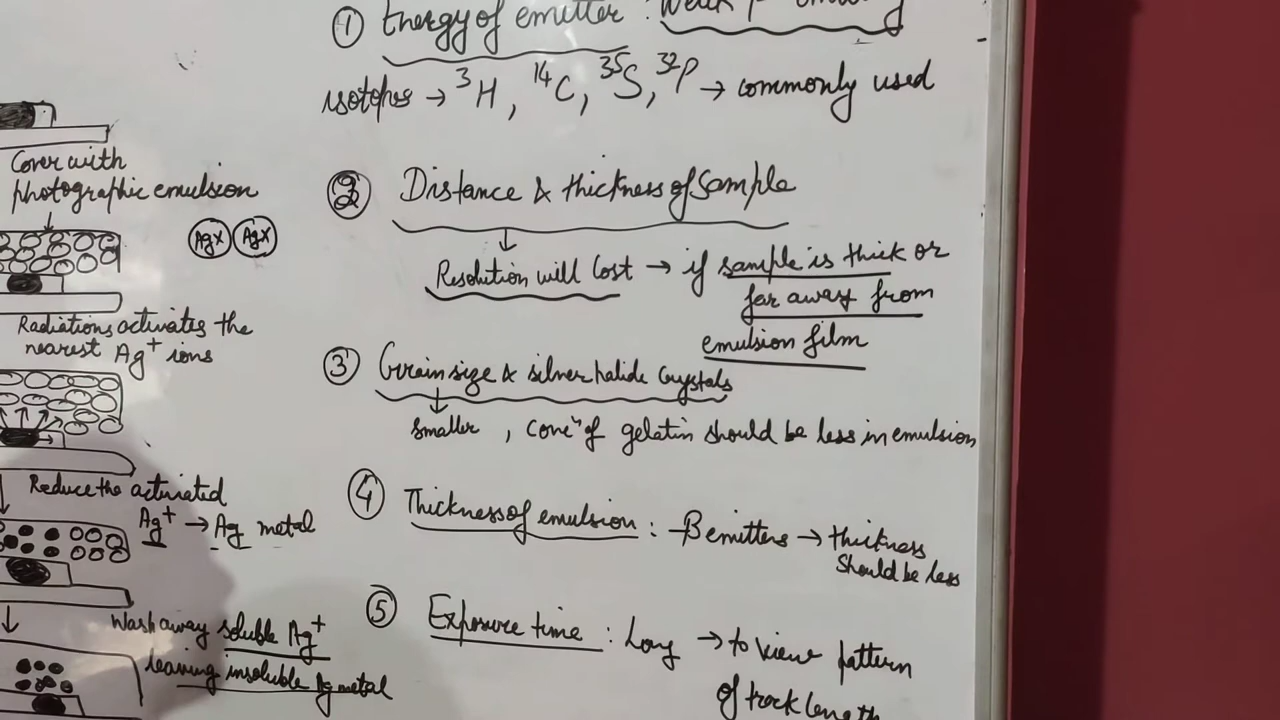 Cover with
photographic emulsion
AgX AgX
Radiations activates the
nearest Ag⁺ ions
Reduce the activated
Ag⁺ → Ag metal
Wash away soluble Ag⁺
leaving insoluble Ag metal
① Energy of emitter :
isotopes → ³H, ¹⁴C, ³⁵S, ³²P → commonly used
② Distance & thickness of sample
↓
Resolution will lost → if sample is thick or
far away from
emulsion film
③ Grain size & silver halide crystals
↓
smaller , concⁿ of gelatin should be less in emulsion
④ Thickness of emulsion : - β emitters → thickness
should be less
⑤ Exposure time : Long → to view pattern
of track length